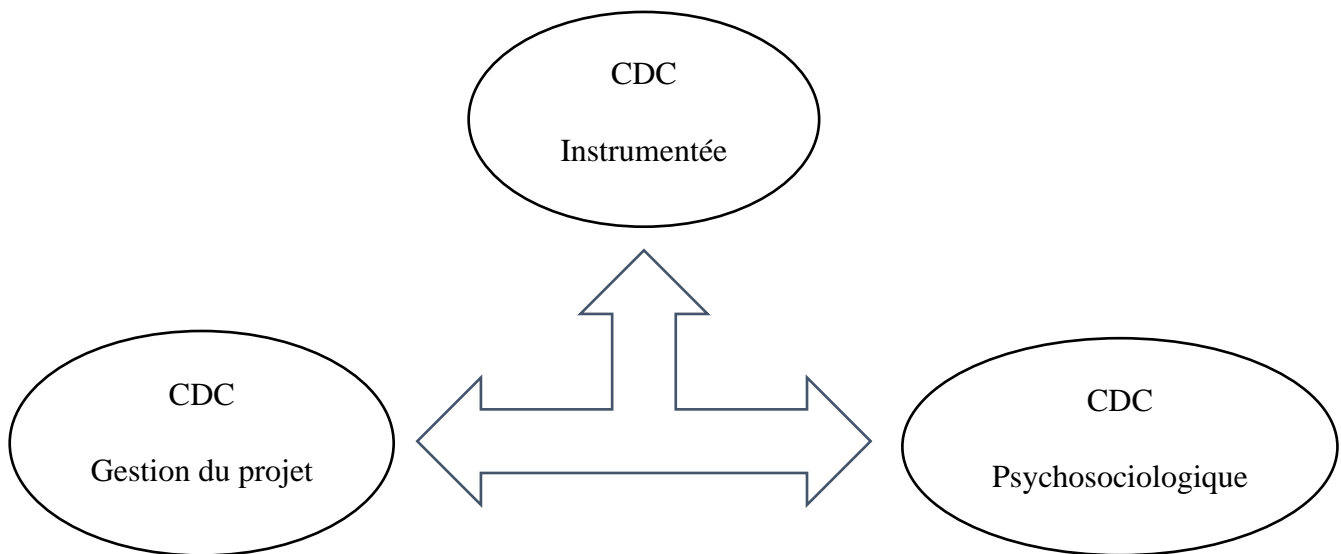 CDC
Instrumentée
CDC
Gestion du projet
CDC
Psychosociologique